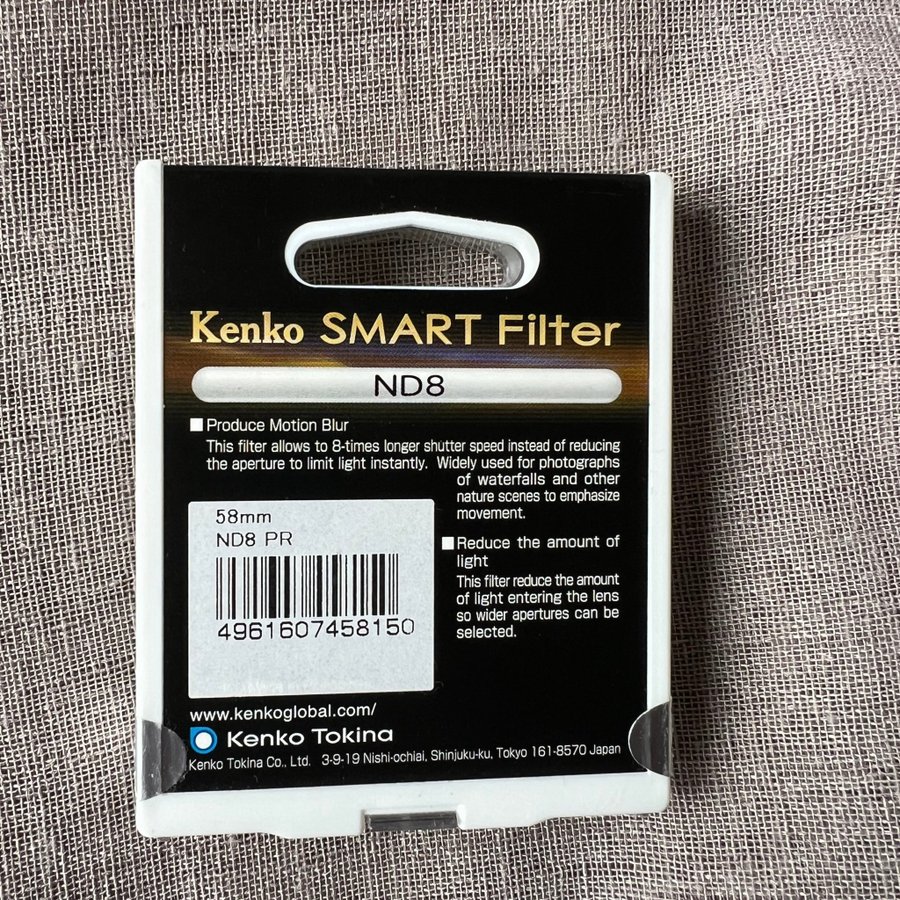 Kenko SMART Filter
ND8
Produce Motion Blur
This filter allows to 8-times longer shutter speed instead of reducing
the aperture to limit light instantly. Widely used for photographs
of waterfalls and other
nature scenes to emphasize
movement.
58mm
ND8 PR
4961607458150
Reduce the amount of
light
This filter reduce the amount
of light entering the lens
so wider apertures can be
selected.
www.kenkoglobal.com/
Kenko Tokina
Kenko Tokina Co., Ltd. 3-9-19 Nishi-ochiai, Shinjuku-ku, Tokyo 161-8570 Japan